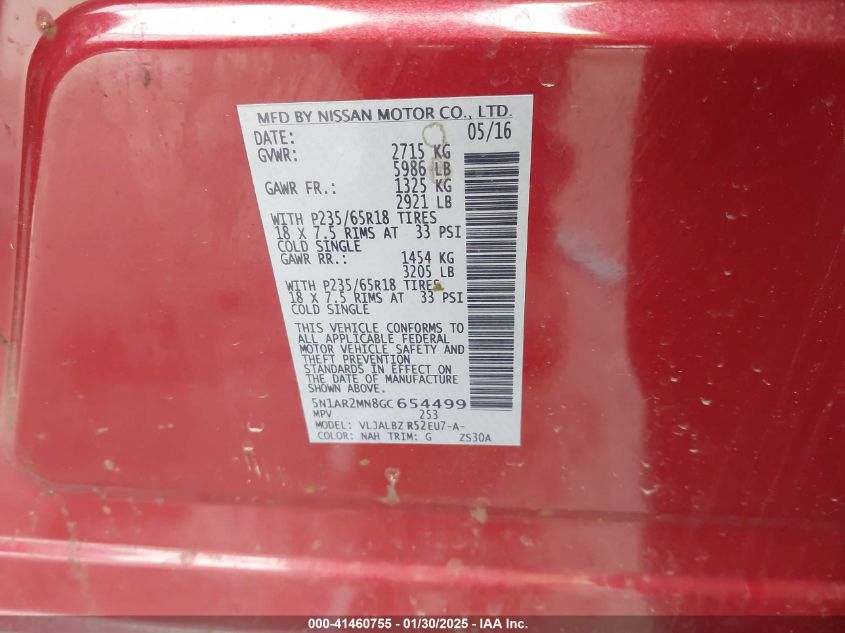 MFD BY NISSAN MOTOR CO., LTD.
DATE: 05/16
GVWR: 2715 KG
5986 LB
GAWR FR.: 1325 KG
2921 LB
WITH P235/65R18 TIRES
18 X 7.5 RIMS AT 33 PSI
COLD SINGLE
GAWR RR.: 1454 KG
3205 LB
WITH P235/65R18 TIRES
18 X 7.5 RIMS AT 33 PSI
COLD SINGLE
THIS VEHICLE CONFORMS TO
ALL APPLICABLE FEDERAL
MOTOR VEHICLE SAFETY AND
THEFT PREVENTION
STANDARDS IN EFFECT ON
THE DATE OF MANUFACTURE
SHOWN ABOVE.
5N1AR2MN8GC654499
MPV 253
MODEL: VLJALBZ R52EU7-A-
COLOR: NAH TRIM: G ZS30A
000-41460755 — 01/30/2025 — IAA Inc.